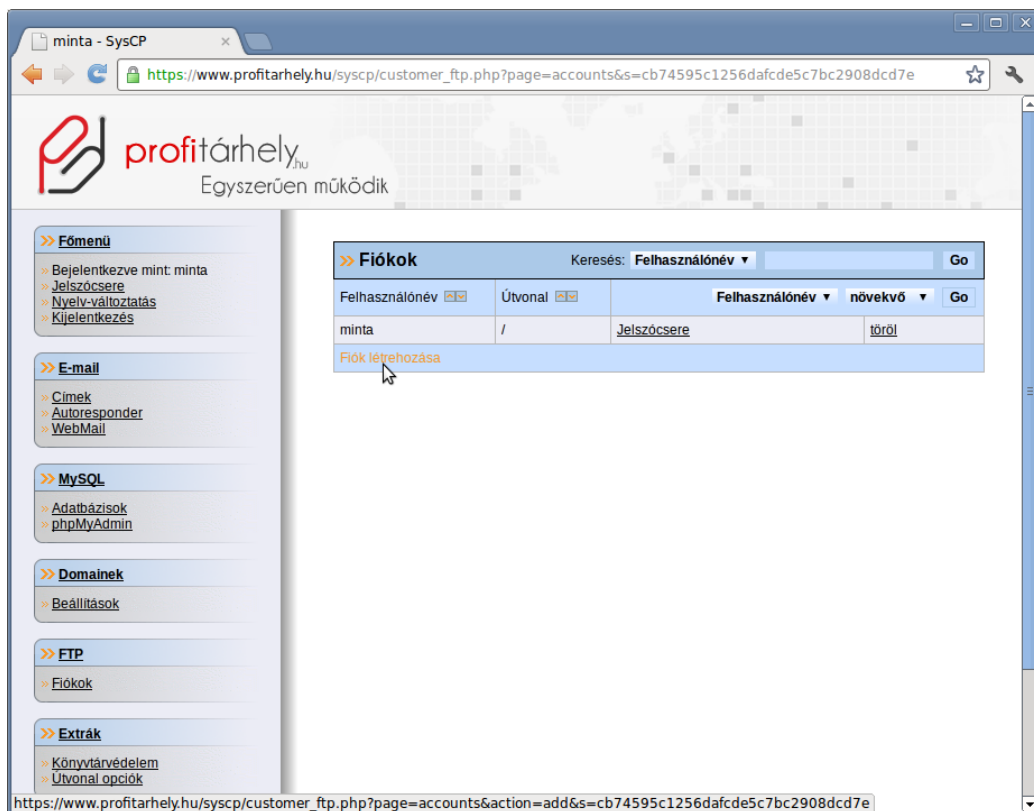 minta - SysCP
https://www.profitarhely.hu/syscp/customer_ftp.php?page=accounts&s=cb74595c1256dafcde5c7bc2908dcd7e
profitárhely.hu
Egyszerűen működik
Főmenü
Bejelentkezve mint: minta
Jelszócsere
Nyelv-változtatás
Kijelentkezés
E-mail
Címek
Autoresponder
WebMail
MySQL
Adatbázisok
phpMyAdmin
Domainek
Beállítások
FTP
Fiókok
Extrák
Könyvtárvédelem
Útvonal opciók
Fiókok Keresés: Felhasználónév Go
Felhasználónév Útvonal Felhasználónév növekvő Go
minta / Jelszócsere töröl
Fiók létrehozása
https://www.profitarhely.hu/syscp/customer_ftp.php?page=accounts&action=add&s=cb74595c1256dafcde5c7bc2908dcd7e